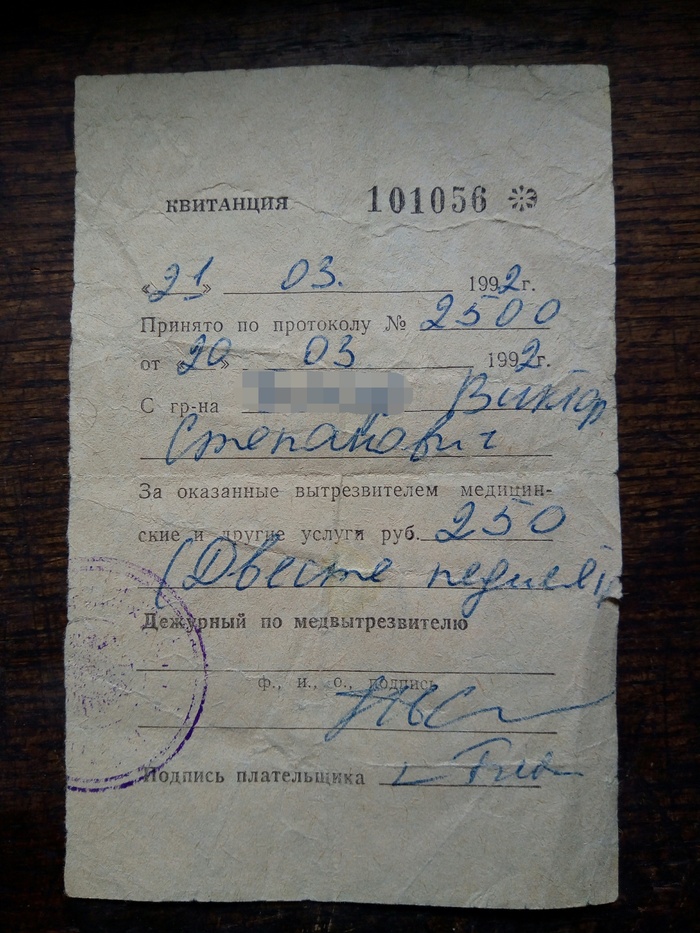 КВИТАНЦИЯ 101056
«21» 03. 1992г.
Принято по протоколу № 2500
от «20» 03 1992г.
С гр-на Виктор
Степанович
За оказанные вытрезвителем медицин-
ские и другие услуги руб. 250
(Двести
Дежурный по медвытрезвителю
ф., и., о., подпись
Подпись плательщика